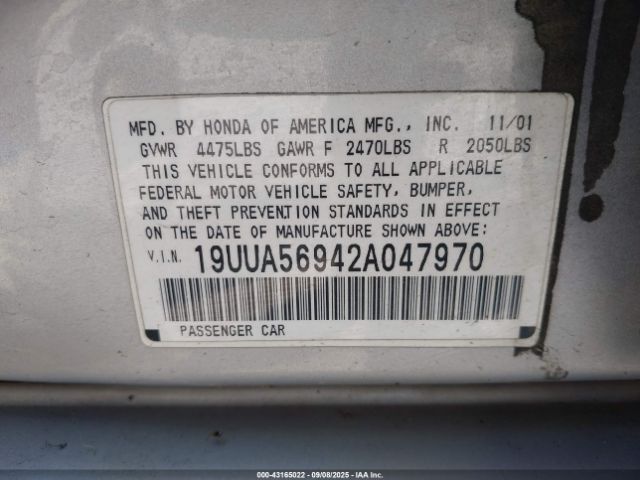 MFD. BY HONDA OF AMERICA MFG., INC. 11/01
GVWR 4475LBS GAWR F 2470LBS R 2050LBS
THIS VEHICLE CONFORMS TO ALL APPLICABLE
FEDERAL MOTOR VEHICLE SAFETY, BUMPER,
AND THEFT PREVENTION STANDARDS IN EFFECT
ON THE DATE OF MANUFACTURE SHOWN ABOVE:
V.I.N. 19UUA56942A047970
PASSENGER CAR
000-43165022 - 09/08/2025 - IAA Inc.